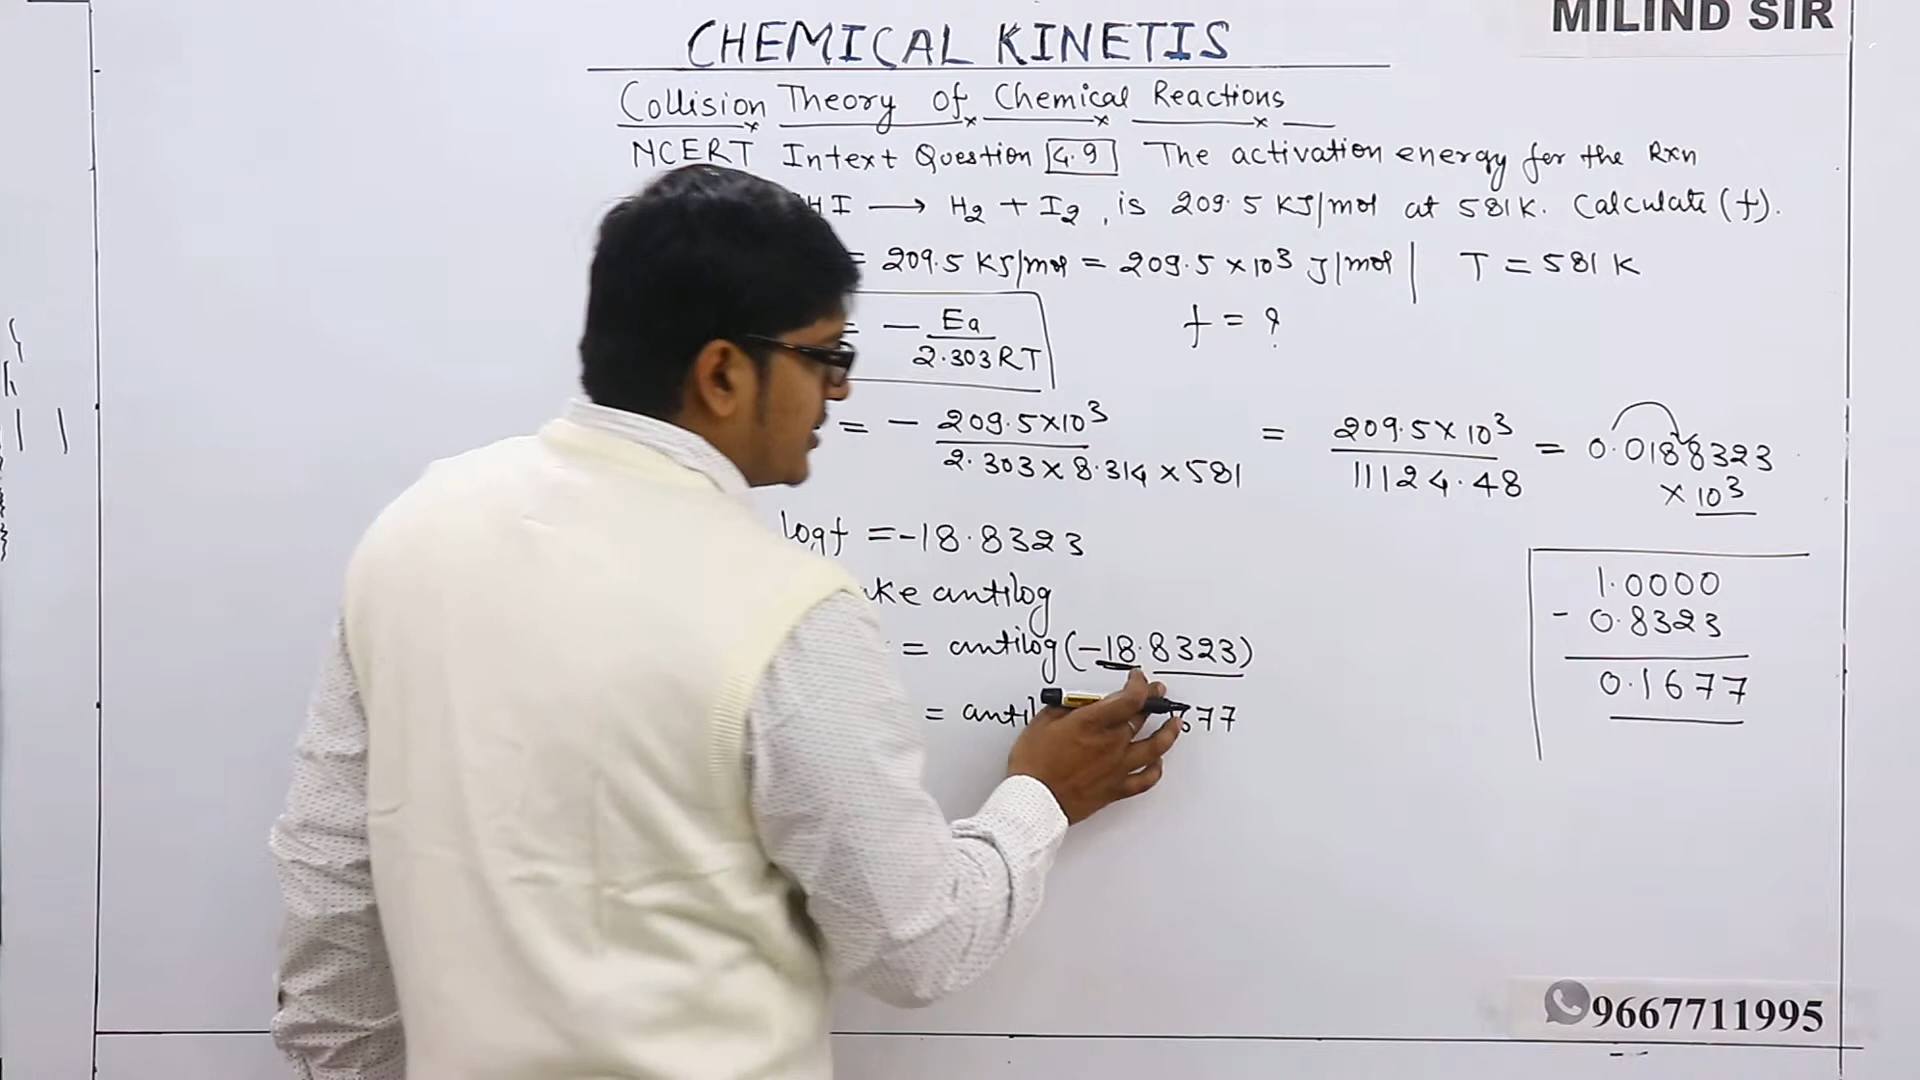 MILIND SIR
CHEMICAL KINETIS
Collision Theory of Chemical Reactions
NCERT Intext Question 4.9 The activation energy for the Rxn
HI ⟶ H₂ + I₂, is 209.5 KJ/mol at 581K. Calculate (f).
= 209.5 KJ/mol = 209.5 × 10³ J/mol | T = 581 K
= - Ea / 2.303RT f = ?
= - 209.5×10³ / 2.303 × 8.314 × 581 = 209.5 × 10³ / 11124.48 = 0.0188323 × 10³
logf = -18.8323
antilog
= antilog (-18.8323)
= 677
1.0000
- 0.8323
0.1677
9667711995